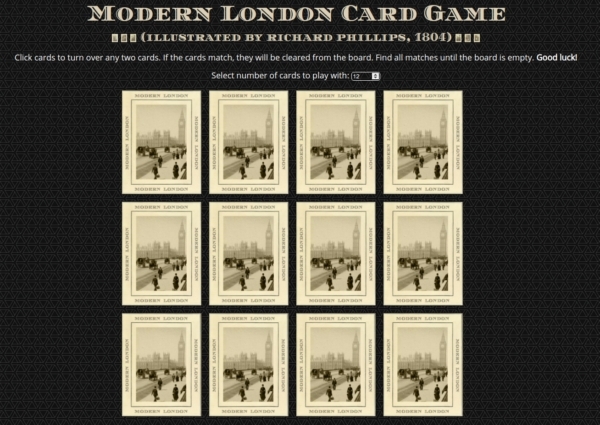 MODERN LONDON CARD GAME
(ILLUSTRATED BY RICHARD PHILLIPS, 1804)
Click cards to turn over any two cards. If the cards match, they will be cleared from the board. Find all matches until the board is empty. Good luck!
Select number of cards to play with: 12
MODERN LONDON MODERN LONDON MODERN LONDON MODERN LONDON
MODERN LONDON MODERN LONDON MODERN LONDON MODERN LONDON MODERN LONDON MODERN LONDON MODERN LONDON MODERN LONDON
MODERN LONDON MODERN LONDON MODERN LONDON MODERN LONDON
MODERN LONDON MODERN LONDON MODERN LONDON MODERN LONDON
MODERN LONDON MODERN LONDON MODERN LONDON MODERN LONDON MODERN LONDON MODERN LONDON MODERN LONDON MODERN LONDON
MODERN LONDON MODERN LONDON MODERN LONDON MODERN LONDON
MODERN LONDON MODERN LONDON MODERN LONDON MODERN LONDON
MODERN LONDON MODERN LONDON MODERN LONDON MODERN LONDON MODERN LONDON MODERN LONDON MODERN LONDON MODERN LONDON
MODERN LONDON MODERN LONDON MODERN LONDON MODERN LONDON